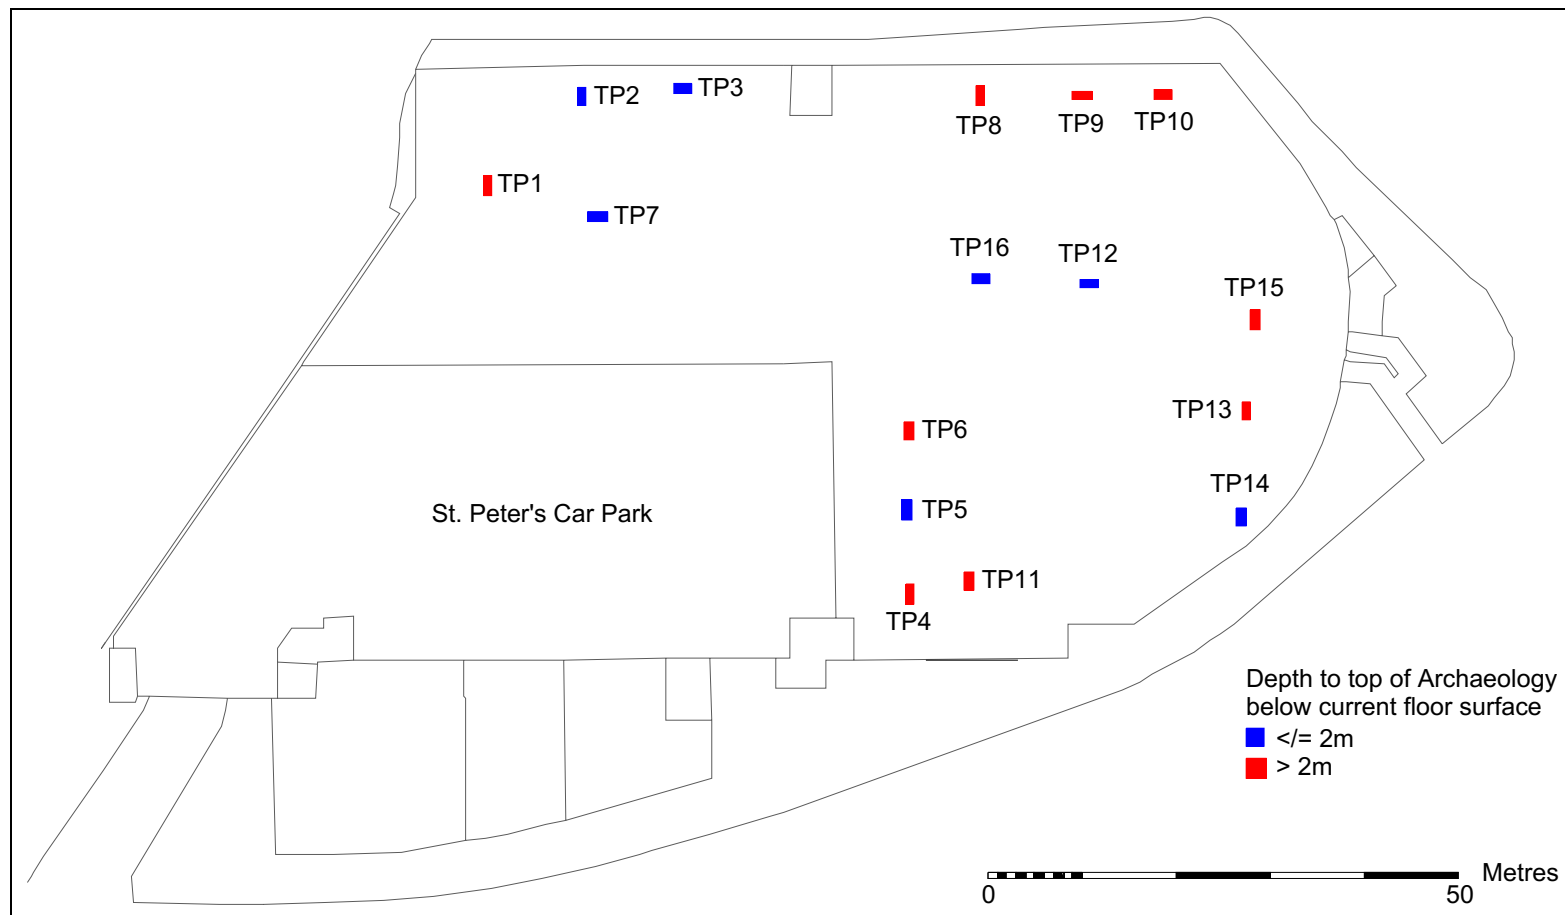 TP2
TP3
TP8
TP9
TP10
TP1
TP7
TP16
TP12
TP15
TP13
TP6
TP14
TP5
St. Peter's Car Park
TP11
TP4
Depth to top of Archaeology
below current floor surface
</= 2m
> 2m
Metres
0
50